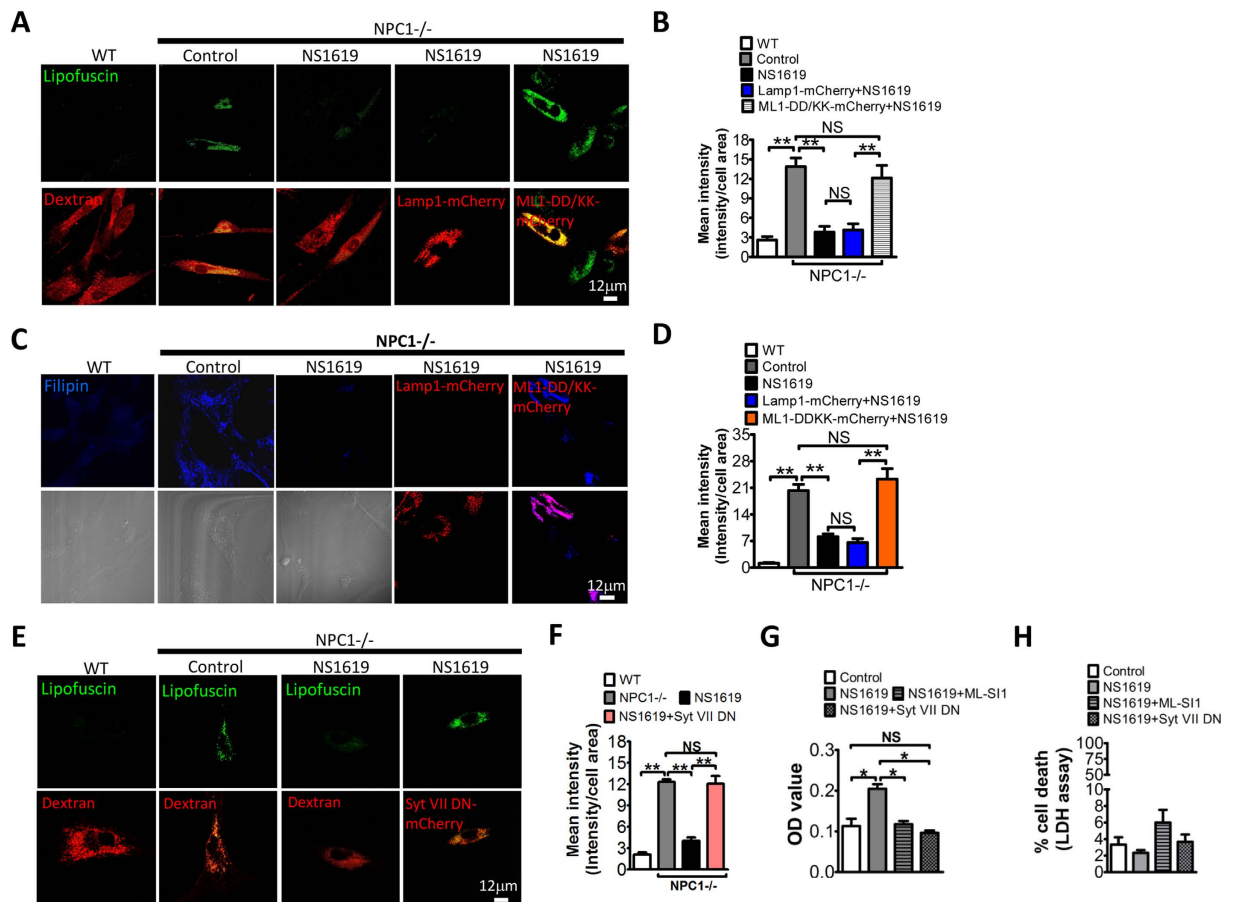 A
NPC1-/-
WT
Control
NS1619
NS1619
NS1619
Lipofuscin
Dextran
Lamp1-mCherry
ML1-DD/KK-
mCherry
12μm
B
WT
Control
NS1619
Lamp1-mCherry+NS1619
ML1-DD/KK-mCherry+NS1619
Mean intensity
(intensity/cell area)
18
15
12
9
6
3
0
NS
**
**
**
NS
NPC1-/-
C
NPC1-/-
WT
Control
NS1619
NS1619
NS1619
Filipin
Lamp1-mCherry
ML1-DD/KK-
mCherry
12μm
D
WT
Control
NS1619
Lamp1-mCherry+NS1619
ML1-DDKK-mCherry+NS1619
Mean intensity
(Intensity/cell area)
35
28
21
14
7
0
NS
**
**
**
NS
NPC1-/-
E
NPC1-/-
WT
Control
NS1619
NS1619
Lipofuscin
Lipofuscin
Lipofuscin
Dextran
Dextran
Dextran
Syt VII DN-
mCherry
12μm
F
WT
NPC1-/-
NS1619
NS1619+Syt VII DN
Mean intensity
(Intensity/cell area)
18
15
12
9
6
3
0
NS
**
**
**
NPC1-/-
G
Control
NS1619
NS1619+ML-SI1
NS1619+Syt VII DN
OD value
0.3
0.2
0.1
0.0
NS
*
*
*
H
Control
NS1619
NS1619+ML-SI1
NS1619+Syt VII DN
% cell death
(LDH assay)
100
75
50
8
6
4
2
0